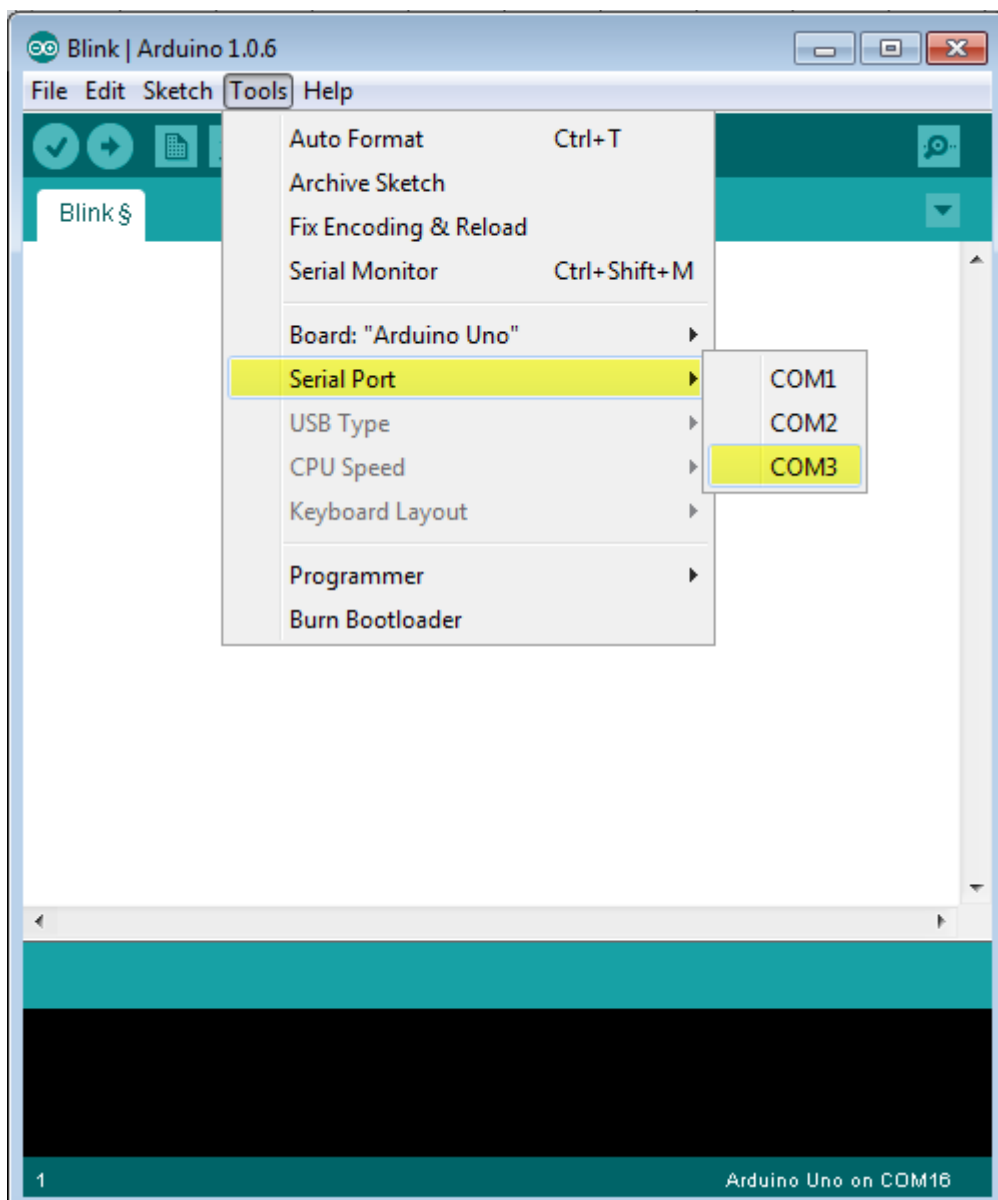 Blink | Arduino 1.0.6
File Edit Sketch Tools Help
Blink §
Auto Format Ctrl+T
Archive Sketch
Fix Encoding & Reload
Serial Monitor Ctrl+Shift+M
Board: "Arduino Uno"
Serial Port
USB Type
CPU Speed
Keyboard Layout
Programmer
Burn Bootloader
COM1
COM2
COM3
1 Arduino Uno on COM16